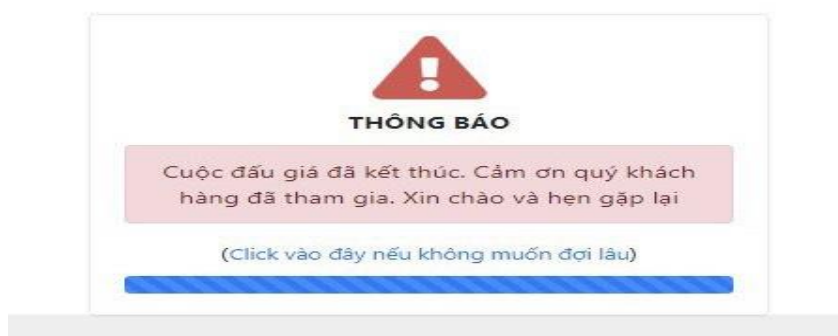 THÔNG BÁO
Cuộc đấu giá đã kết thúc. Cảm ơn quý khách
hàng đã tham gia. Xin chào và hẹn gặp lại
(Click vào đây nếu không muốn đợi lâu)